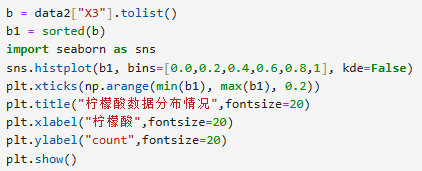 b = data2["X3"].tolist()
b1 = sorted(b)
import seaborn as sns
sns.histplot(b1, bins=[0.0,0.2,0.4,0.6,0.8,1], kde=False)
plt.xticks(np.arange(min(b1), max(b1), 0.2))
plt.title("柠檬酸数据分布情况",fontsize=20)
plt.xlabel("柠檬酸",fontsize=20)
plt.ylabel("count",fontsize=20)
plt.show()